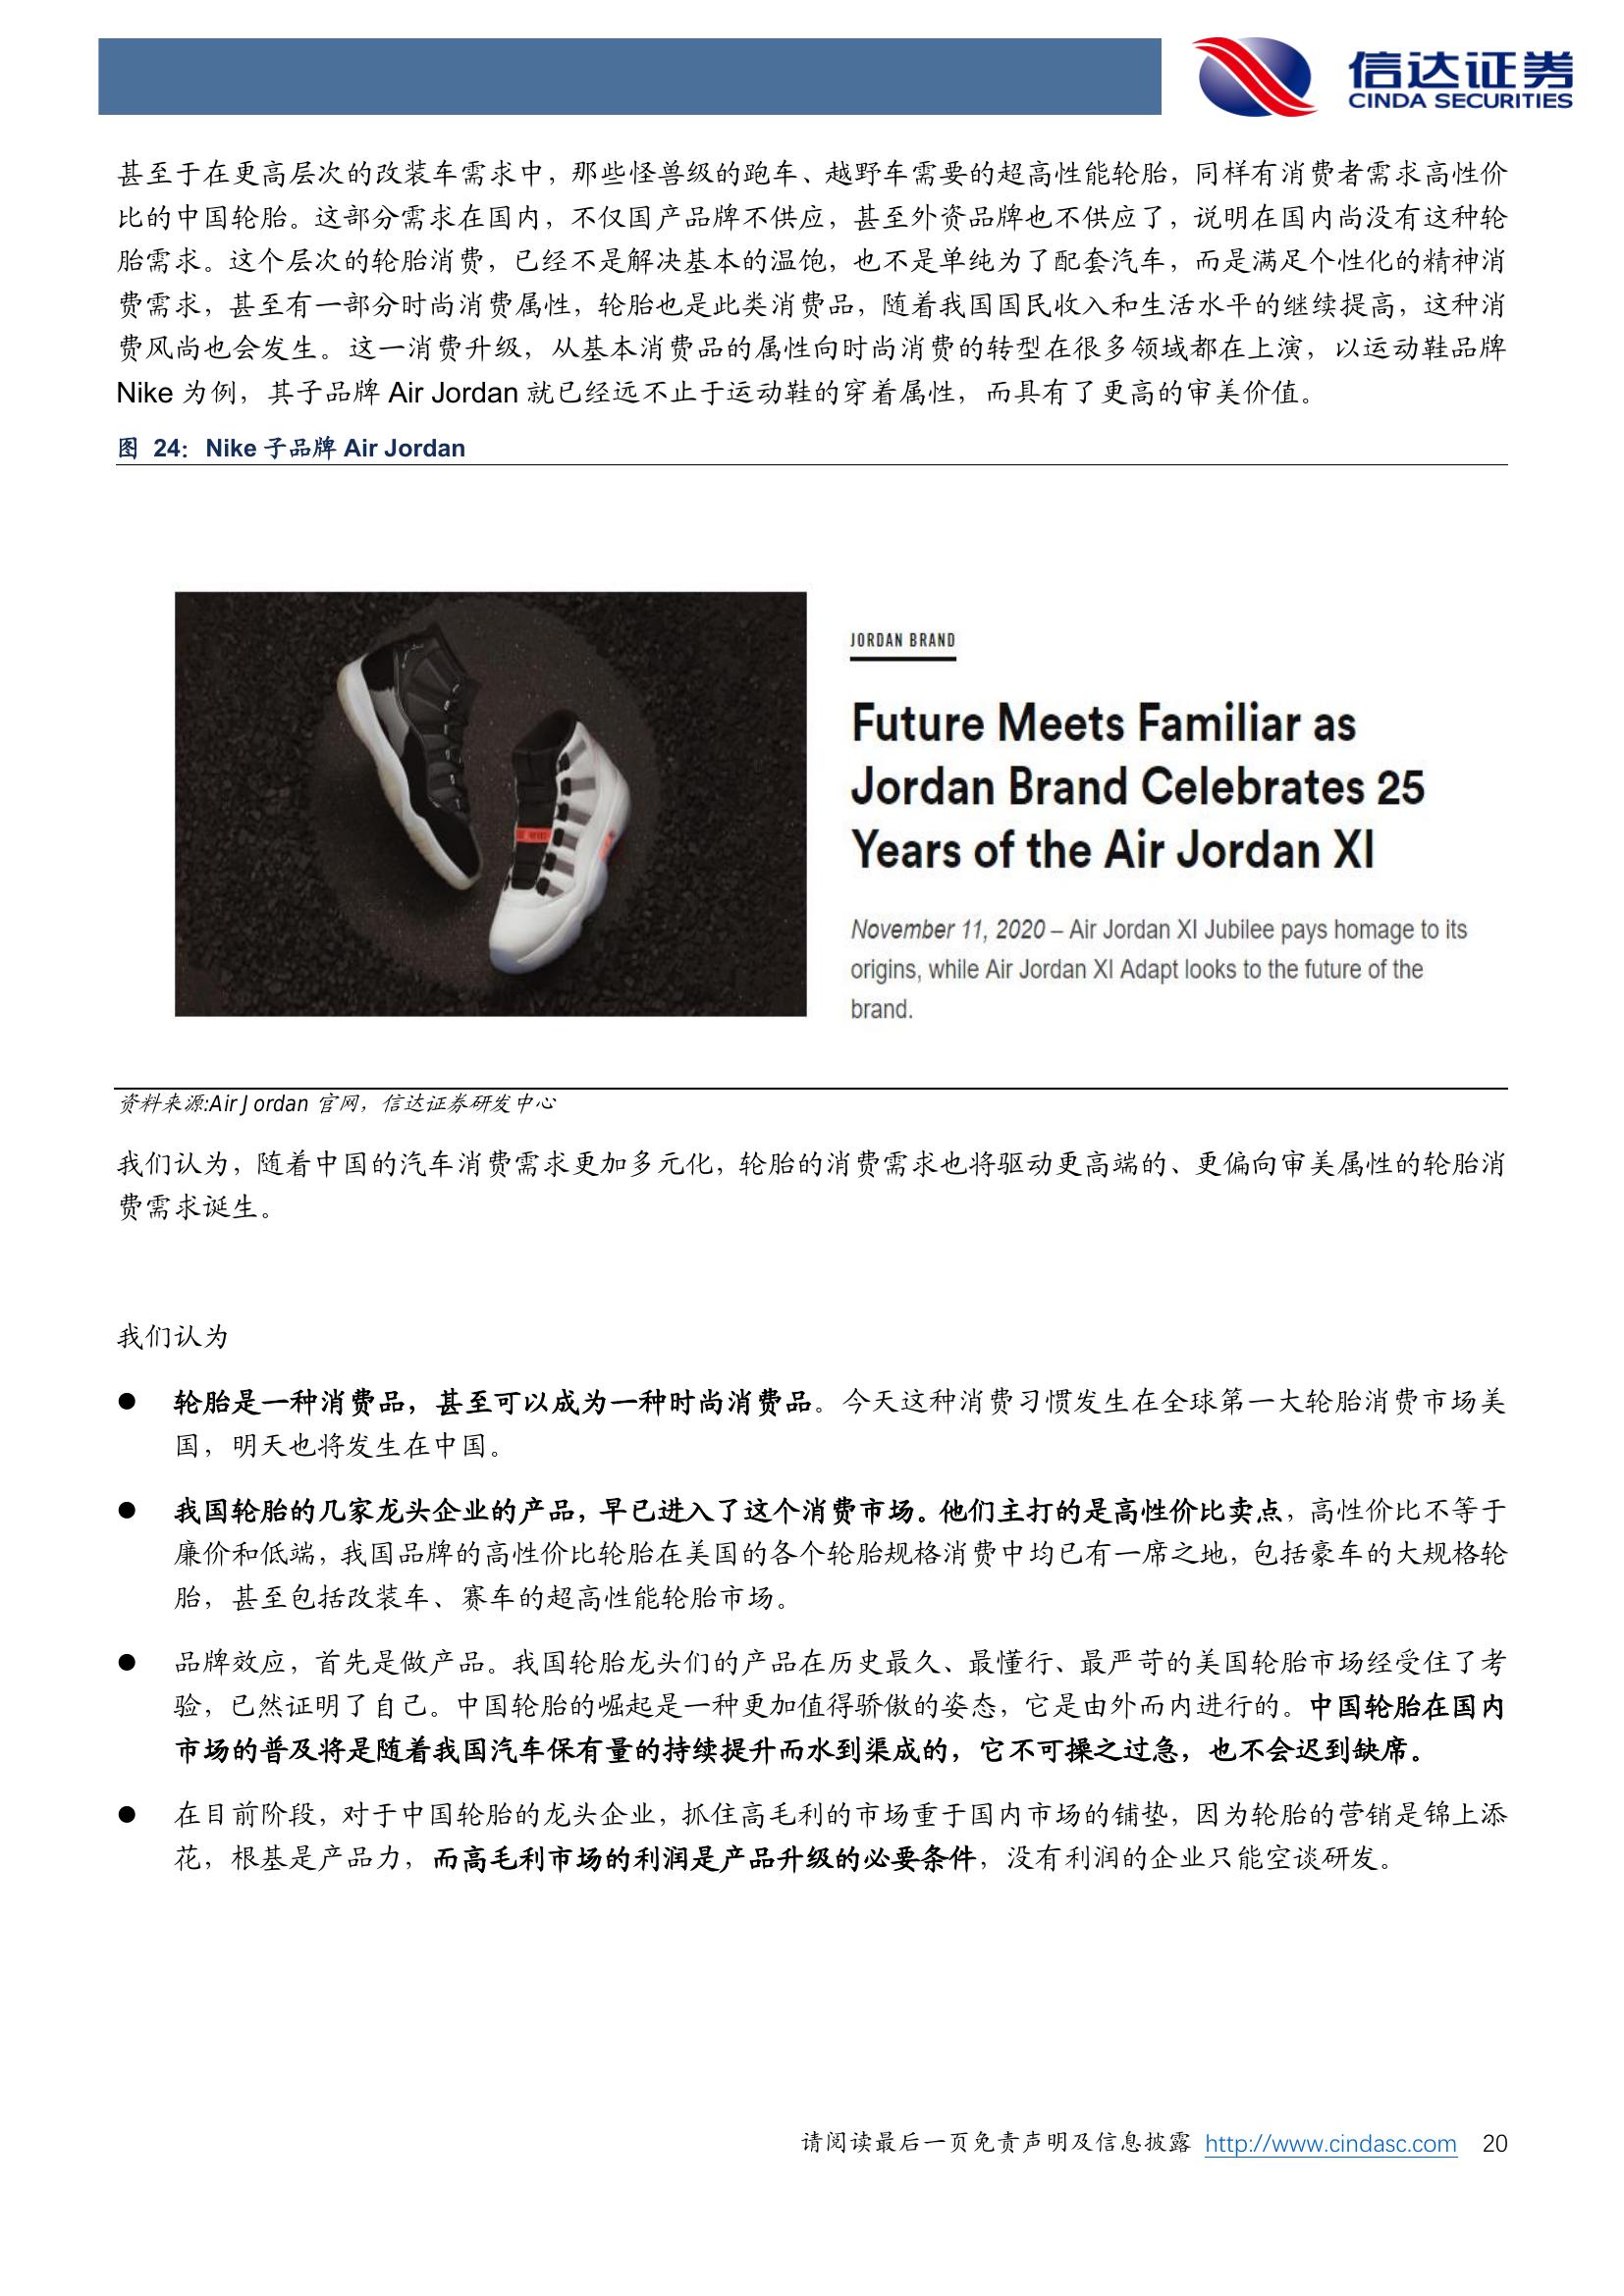 信达证券
CINDA SECURITIES
甚至于在更高层次的改装车需求中，那些怪兽级的跑车、越野车需要的超高性能轮胎，同样有消费者需求高性价
比的中国轮胎。这部分需求在国内，不仅国产品牌不供应，甚至外资品牌也不供应了，说明在国内尚没有这种轮
胎需求。这个层次的轮胎消费，已经不是解决基本的温饱，也不是单纯为了配套汽车，而是满足个性化的精神消
费需求，甚至有一部分时尚消费属性，轮胎也是此类消费品，随着我国国民收入和生活水平的继续提高，这种消
费风尚也会发生。这一消费升级，从基本消费品的属性向时尚消费的转型在很多领域都在上演，以运动鞋品牌
Nike 为例，其子品牌 Air Jordan 就已经远不止于运动鞋的穿着属性，而具有了更高的审美价值。
图 24：Nike 子品牌 Air Jordan
JORDAN BRAND
Future Meets Familiar as
Jordan Brand Celebrates 25
Years of the Air Jordan XI
November 11, 2020 – Air Jordan XI Jubilee pays homage to its
origins, while Air Jordan XI Adapt looks to the future of the
brand.
资料来源:Air Jordan 官网，信达证券研发中心
我们认为，随着中国的汽车消费需求更加多元化，轮胎的消费需求也将驱动更高端的、更偏向审美属性的轮胎消
费需求诞生。
我们认为
● 轮胎是一种消费品，甚至可以成为一种时尚消费品。今天这种消费习惯发生在全球第一大轮胎消费市场美
国，明天也将发生在中国。
● 我国轮胎的几家龙头企业的产品，早已进入了这个消费市场。他们主打的是高性价比卖点，高性价比不等于
廉价和低端，我国品牌的高性价比轮胎在美国的各个轮胎规格消费中均已有一席之地，包括豪车的大规格轮
胎，甚至包括改装车、赛车的超高性能轮胎市场。
● 品牌效应，首先是做产品。我国轮胎龙头们的产品在历史最久、最懂行、最严苛的美国轮胎市场经受住了考
验，已然证明了自己。中国轮胎的崛起是一种更加值得骄傲的姿态，它是由外而内进行的。中国轮胎在国内
市场的普及将是随着我国汽车保有量的持续提升而水到渠成的，它不可操之过急，也不会迟到缺席。
● 在目前阶段，对于中国轮胎的龙头企业，抓住高毛利的市场重于国内市场的铺垫，因为轮胎的营销是锦上添
花，根基是产品力，而高毛利市场的利润是产品升级的必要条件，没有利润的企业只能空谈研发。
请阅读最后一页免责声明及信息披露 http://www.cindasc.com 20